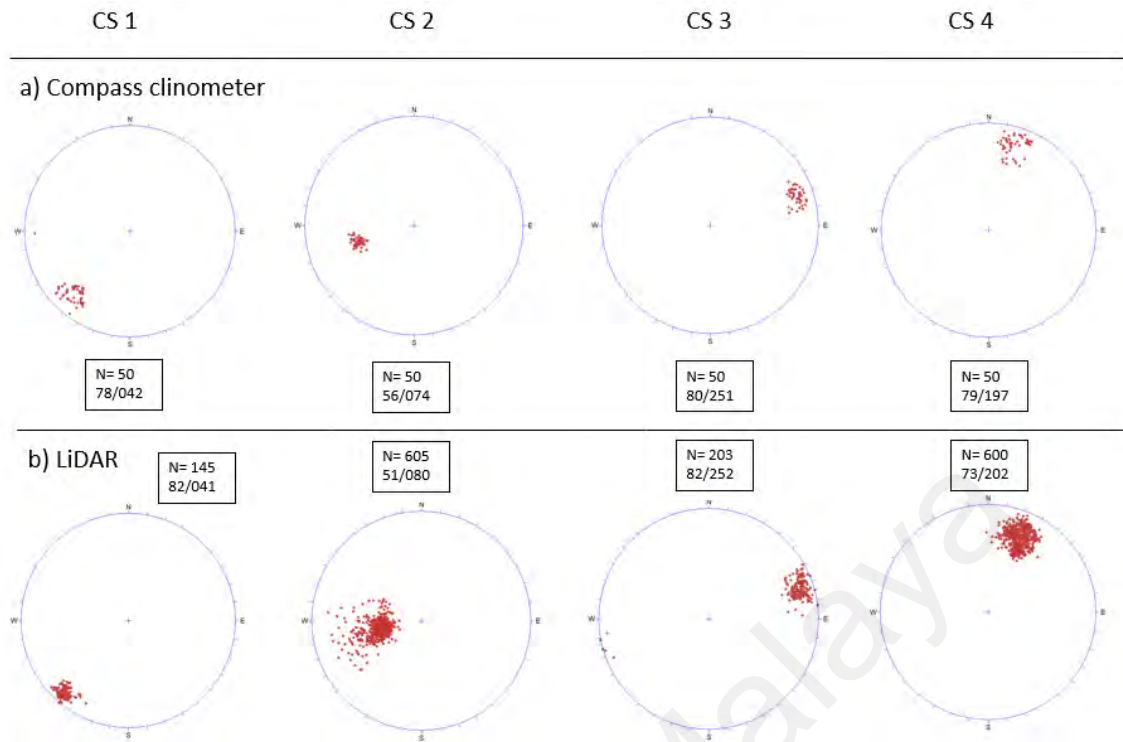 CS 1 CS 2 CS 3 CS 4
a) Compass clinometer
N N N N
W E W E W E W E
S S S S
N= 50
78/042
N= 50
56/074
N= 50
80/251
N= 50
79/197
b) LiDAR
N= 145
82/041
N= 605
51/080
N= 203
82/252
N= 600
73/202
N N N N
W E W E W E W E
S S S S
Malaya